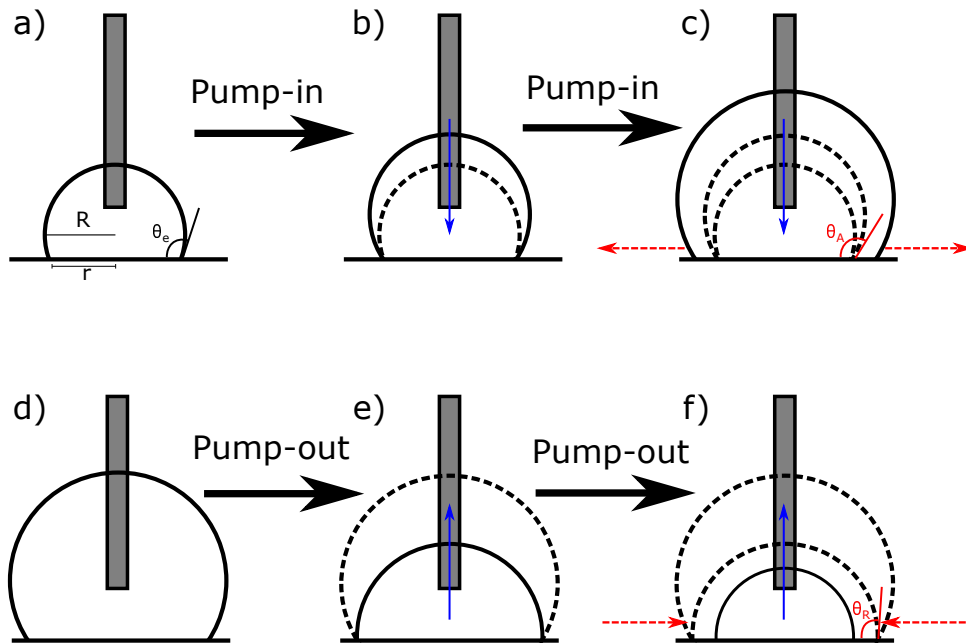 a)
Pump-in
b)
Pump-in
c)
R
θe
r
θA
d)
Pump-out
e)
Pump-out
f)
θR